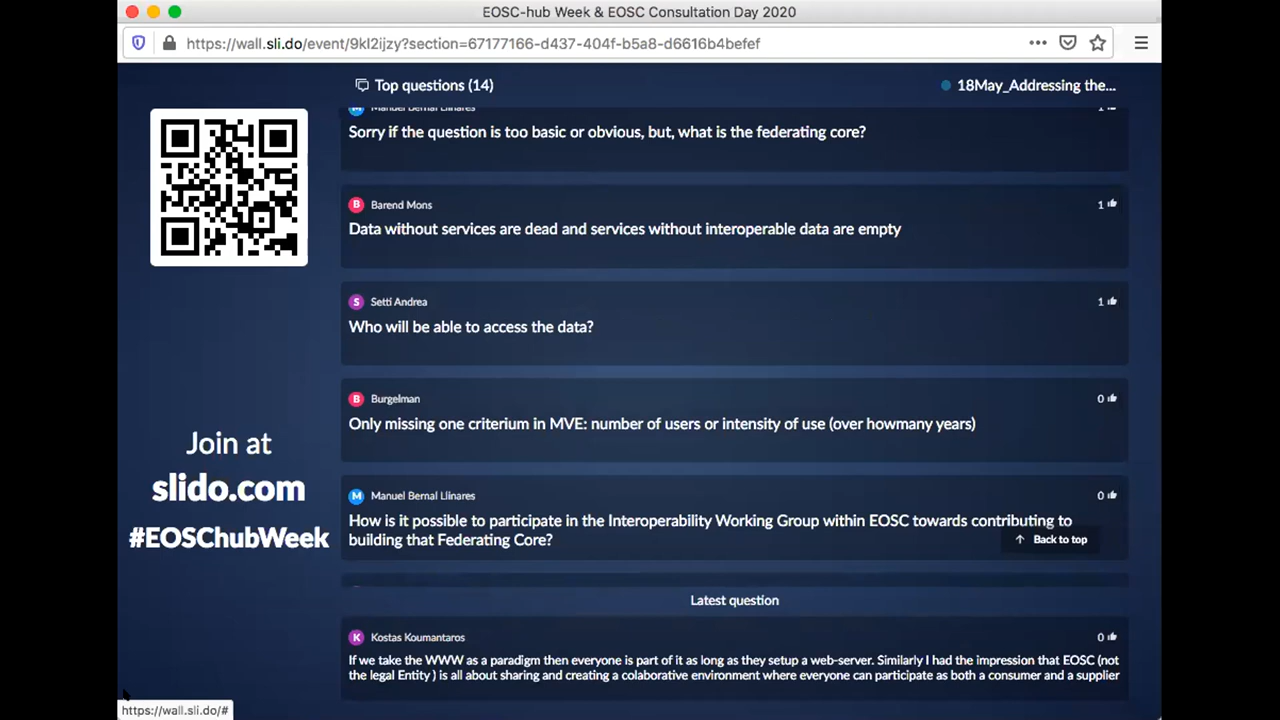 EOSC-hub Week & EOSC Consultation Day 2020
https://wall.sli.do/event/9kl2ijzy?section=67177166-d437-404f-b5a8-d6616b4befef
Top questions (14)
18May_Addressing the...
Manuel Bernal Llinares
1
Sorry if the question is too basic or obvious, but, what is the federating core?
B Barend Mons
1
Data without services are dead and services without interoperable data are empty
S Setti Andrea
1
Who will be able to access the data?
B Burgelman
0
Only missing one criterium in MVE: number of users or intensity of use (over howmany years)
Join at
slido.com
#EOSChubWeek
M Manuel Bernal Llinares
0
How is it possible to participate in the Interoperability Working Group within EOSC towards contributing to
building that Federating Core?
Back to top
Latest question
K Kostas Koumantaros
0
If we take the WWW as a paradigm then everyone is part of it as long as they setup a web-server. Similarly I had the impression that EOSC (not
the legal Entity ) is all about sharing and creating a colaborative environment where everyone can participate as both a consumer and a supplier
https://wall.sli.do/#